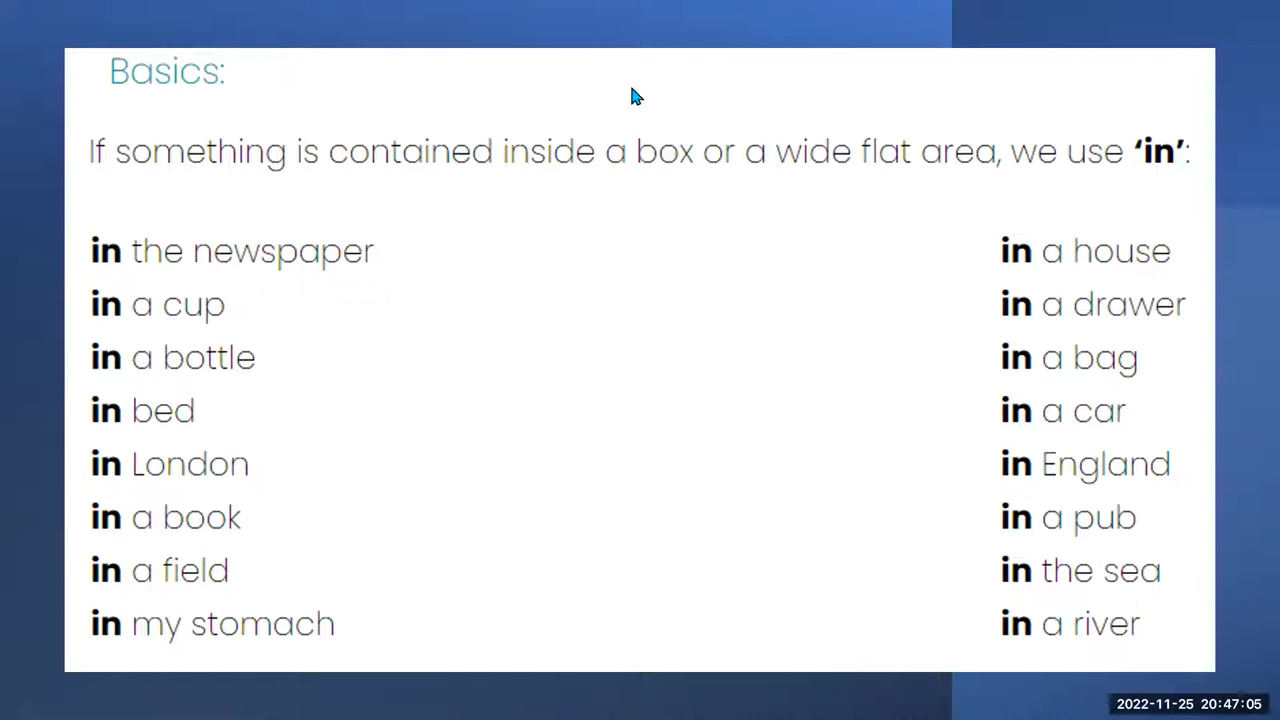 Basics:
If something is contained inside a box or a wide flat area, we use ‘in’:
in the newspaper
in a cup
in a bottle
in bed
in London
in a book
in a field
in my stomach
in a house
in a drawer
in a bag
in a car
in England
in a pub
in the sea
in a river
2022-11-25 20:47:05